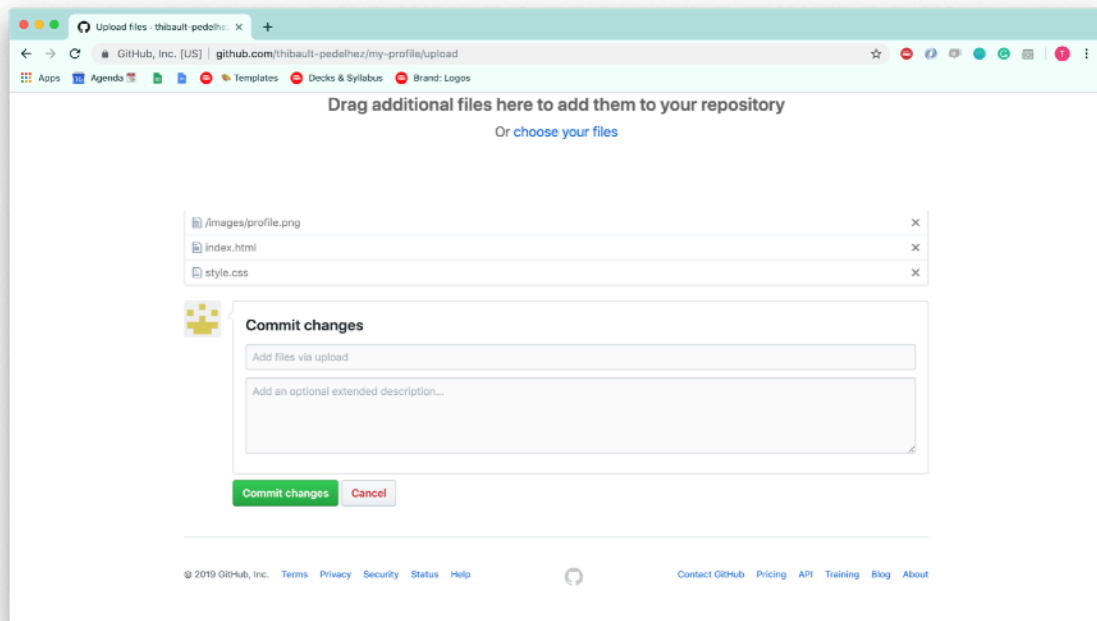 Upload files · thibault-pedelhez
GitHub, Inc. [US] | github.com/thibault-pedelhez/my-profile/upload
Apps Agenda Templates Decks & Syllabus Brand: Logos
Drag additional files here to add them to your repository
Or choose your files
/images/profile.png
index.html
style.css
Commit changes
Add files via upload
Add an optional extended description...
Commit changes Cancel
© 2019 GitHub, Inc. Terms Privacy Security Status Help Contact GitHub Pricing API Training Blog About